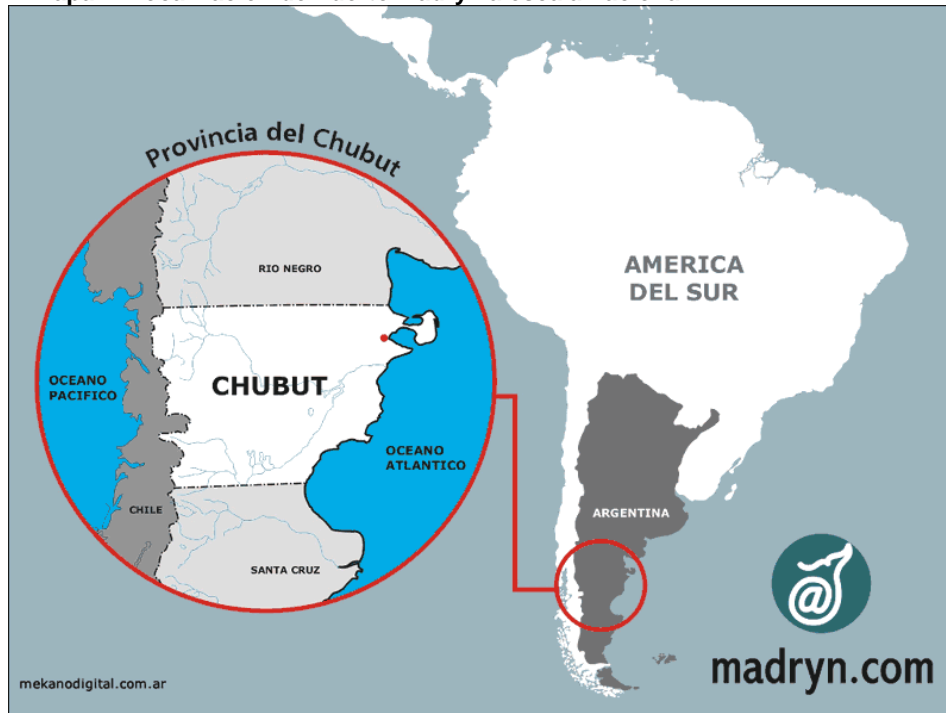 Provincia del Chubut
RIO NEGRO
AMERICA
DEL SUR
OCEANO
PACIFICO
CHUBUT
OCEANO
ATLANTICO
CHILE
ARGENTINA
SANTA CRUZ
@
madryn.com
mekanodigital.com.ar